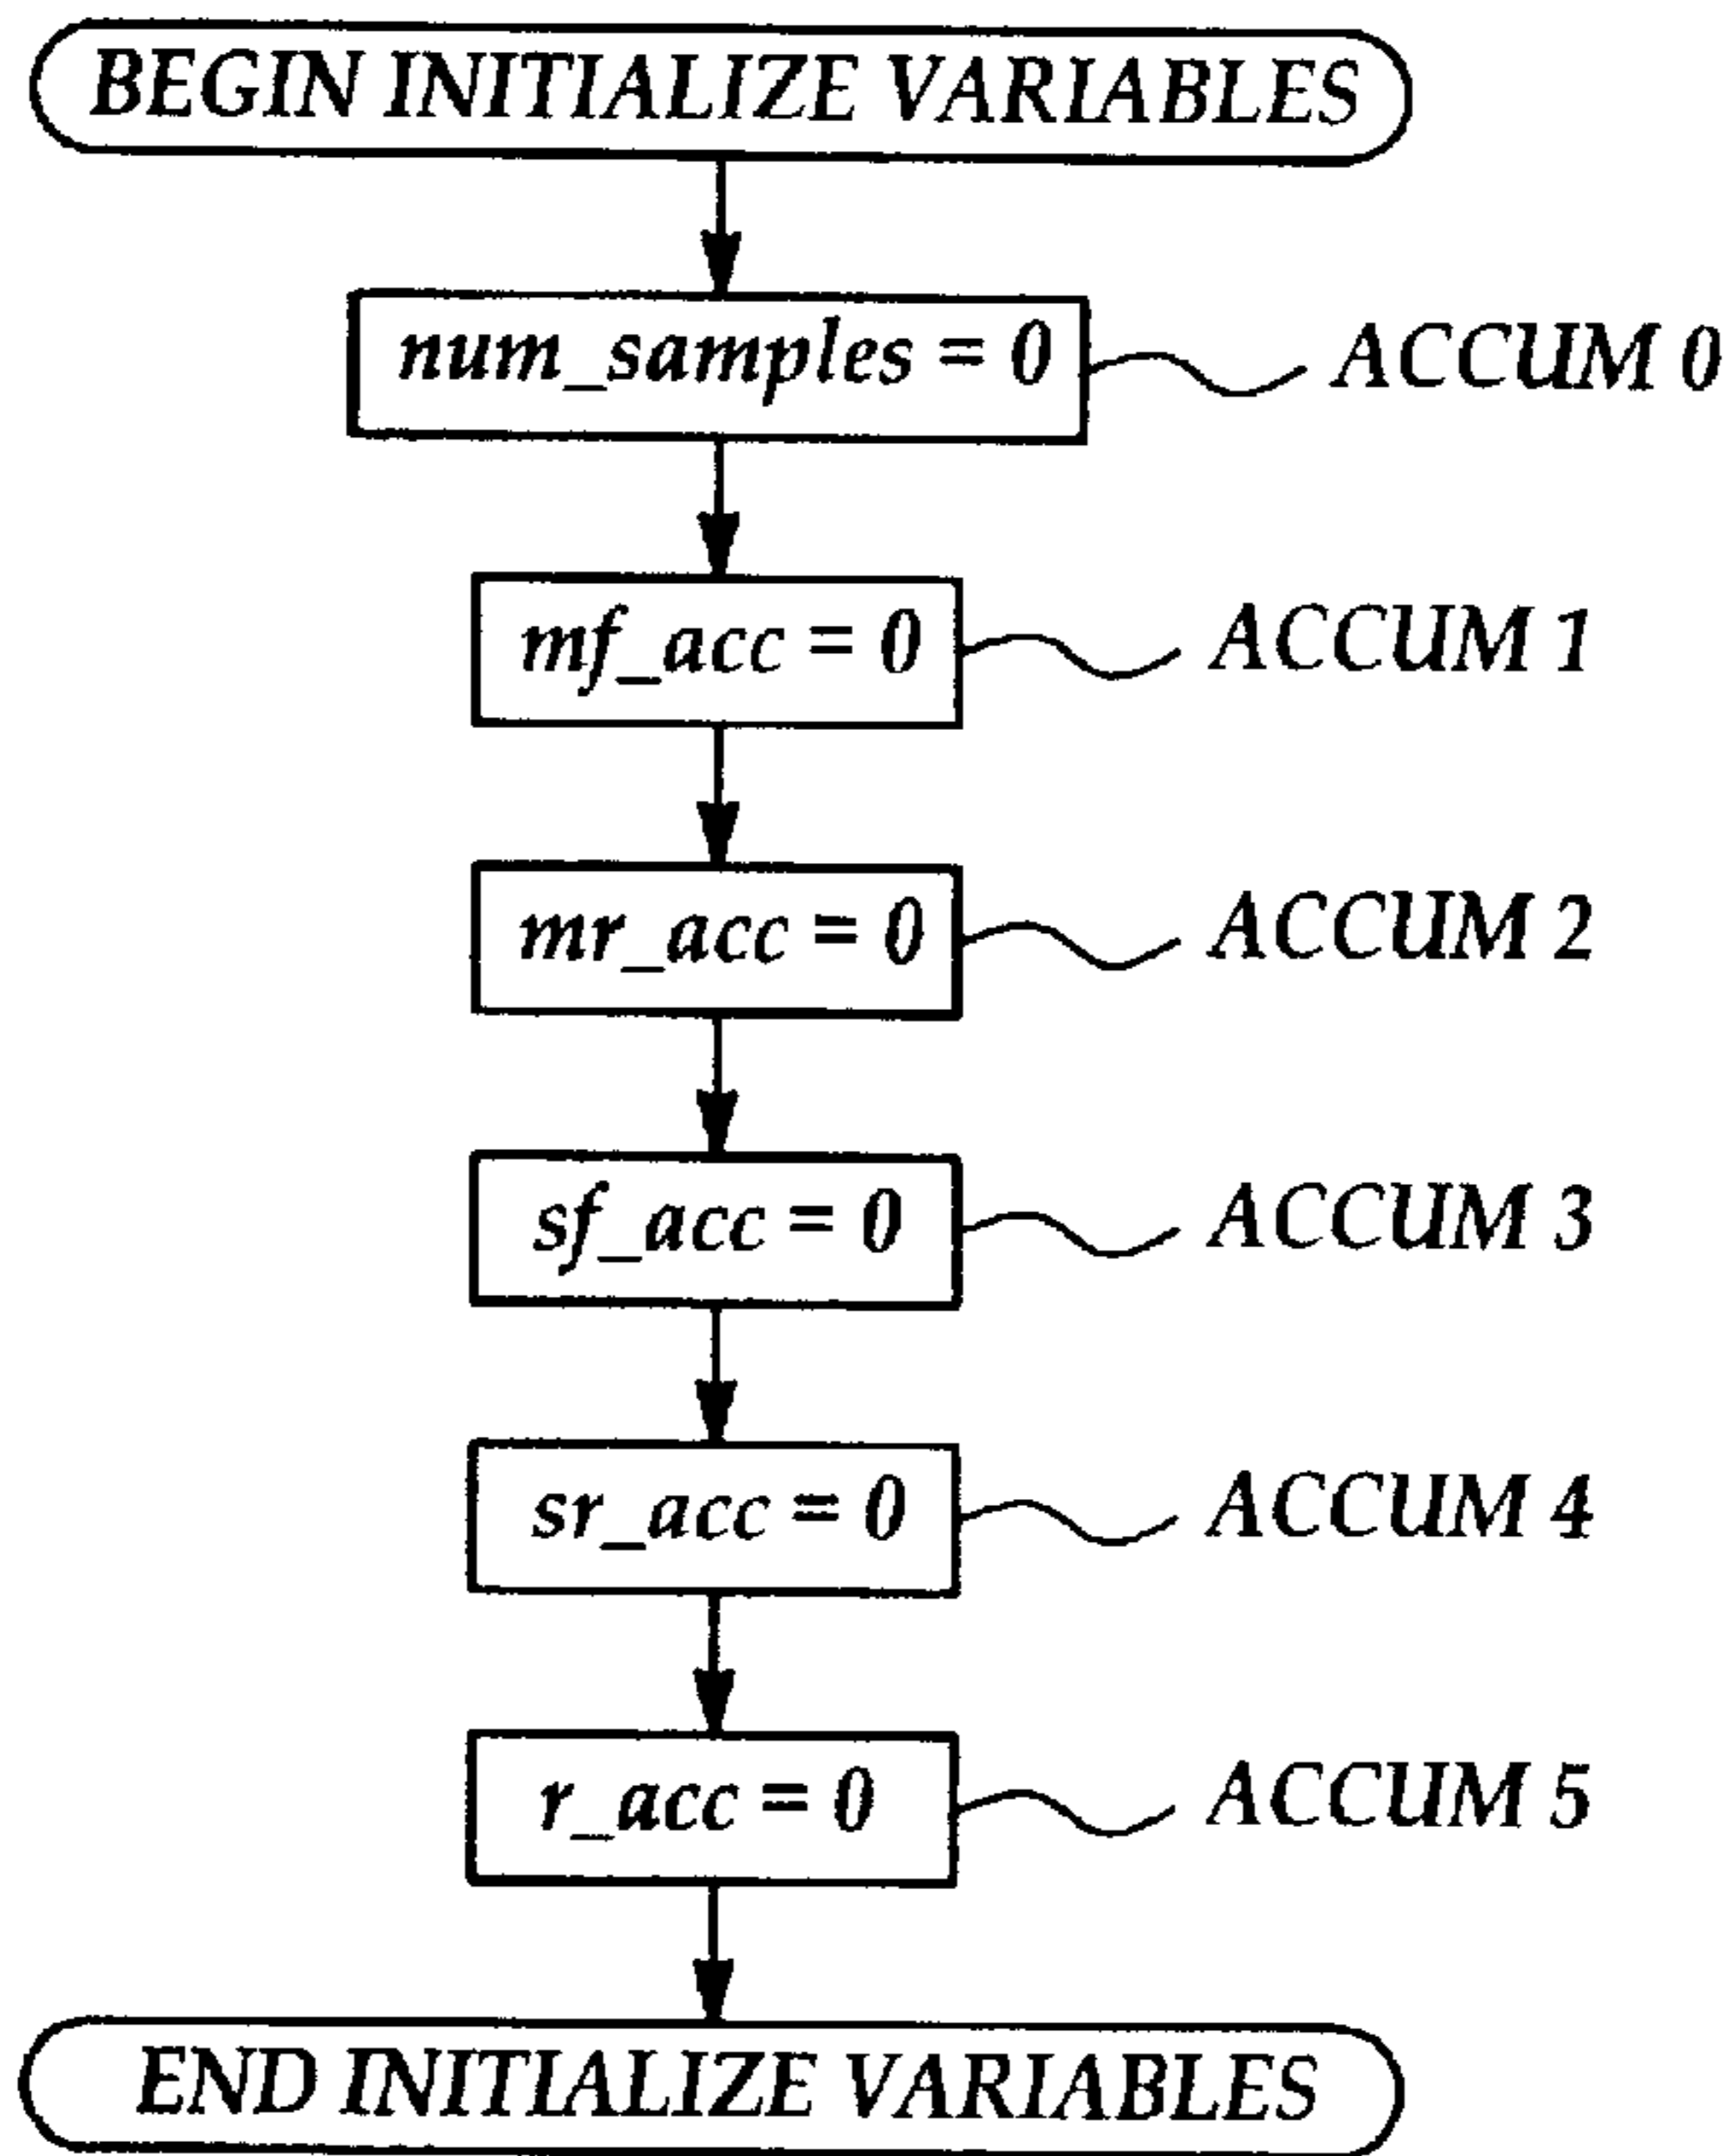 BEGIN INITIALIZE VARIABLES
num_samples = 0 ACCUM 0
mf_acc = 0 ACCUM 1
mr_acc = 0 ACCUM 2
sf_acc = 0 ACCUM 3
sr_acc = 0 ACCUM 4
r_acc = 0 ACCUM 5
END INITIALIZE VARIABLES